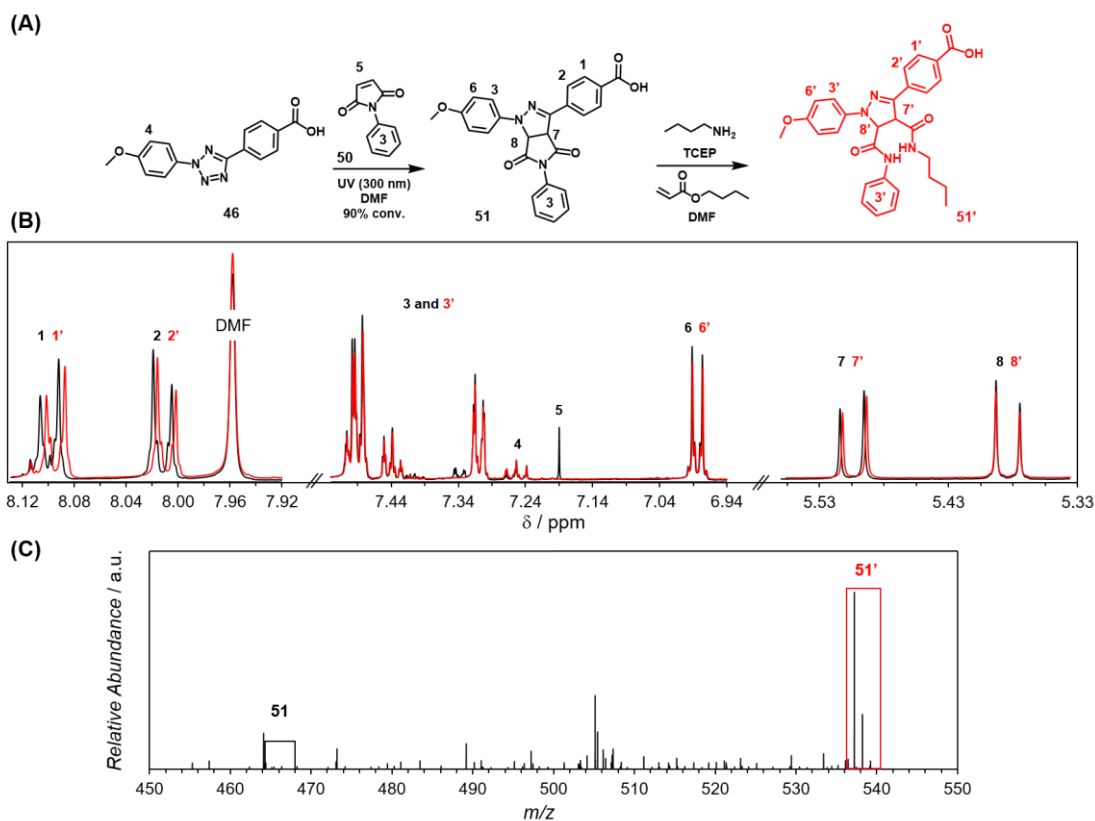 (A)
5
O
O
N
3
4
O
N
N
N
N
O
OH
46
50
UV (300 nm)
DMF
90% conv.
6
3
2
1
O
N
N
8
7
O
N
O
3
O
OH
51
NH₂
TCEP
O
O
DMF
6'
3'
2'
1'
O
N
N
7'
8'
O
NH
HN
O
3'
O
OH
51'
(B)
1 1'
2 2'
DMF
3 and 3'
4
5
6 6'
7 7'
8 8'
8.12 8.08 8.04 8.00 7.96 7.92 7.44 7.34 7.24 7.14 7.04 6.94 5.53 5.43 5.33
δ / ppm
(C)
Relative Abundance / a.u.
51
51'
450 460 470 480 490 500 510 520 530 540 550
m/z